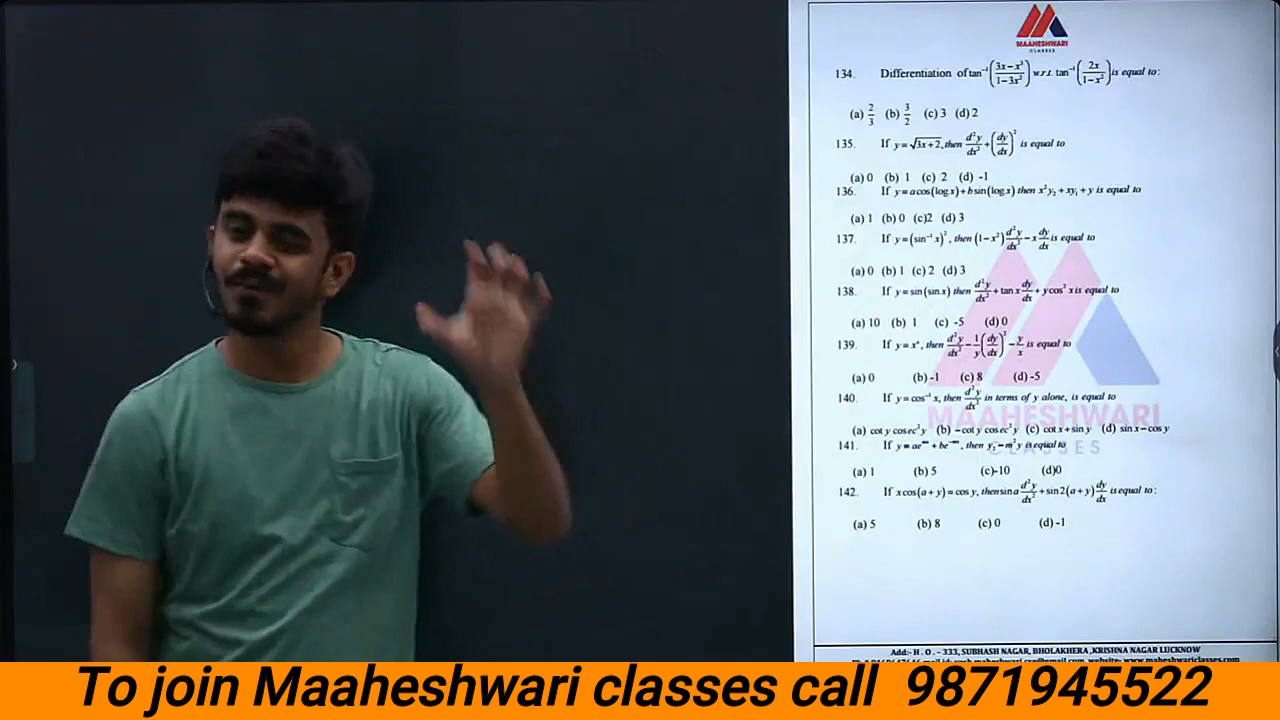 MAAHESHWARI
CLASSES
134. Differentiation of tan⁻¹((3x−x³)/(1−3x²)) w.r.t. tan⁻¹(2x/(1−x²)) is equal to:
(a) 2/3 (b) 3/2 (c) 3 (d) 2
135. If y = √(3x+2), then d²y/dx² + (dy/dx)² is equal to
(a) 0 (b) 1 (c) 2 (d) -1
136. If y = a cos(log x) + b sin(log x) then x²y₂ + xy₁ + y is equal to
(a) 1 (b) 0 (c)2 (d) 3
137. If y = (sin⁻¹ x)², then (1−x²) d²y/dx² − x dy/dx is equal to
(a) 0 (b) 1 (c) 2 (d) 3
138. If y = sin(sin x) then d²y/dx² + tan x dy/dx + y cos² x is equal to
(a) 10 (b) 1 (c) -5 (d) 0
139. If y = xˣ, then d²y/dx² − 1/y (dy/dx)² − y/x is equal to
(a) 0 (b) -1 (c) 8 (d) -5
140. If y = cos⁻¹ x, then d²y/dx² in terms of y alone, is equal to
MAAHESHWARI
(a) cot y cosec² y (b) −cot y cosec² y (c) cot x + sin y (d) sin x − cos y
141. If y = aeᵐˣ + be⁻ᵐˣ, then y₂ − m²y is equal to
CLASSES
(a) 1 (b) 5 (c)-10 (d)0
142. If x cos(a+y) = cos y, then sin a d²y/dx² + sin 2(a+y) dy/dx is equal to:
(a) 5 (b) 8 (c) 0 (d) -1
Add:- H . O . - 333, SUBHASH NAGAR, BHOLAKHERA ,KRISHNA NAGAR LUCKNOW
To join Maaheshwari classes call 9871945522